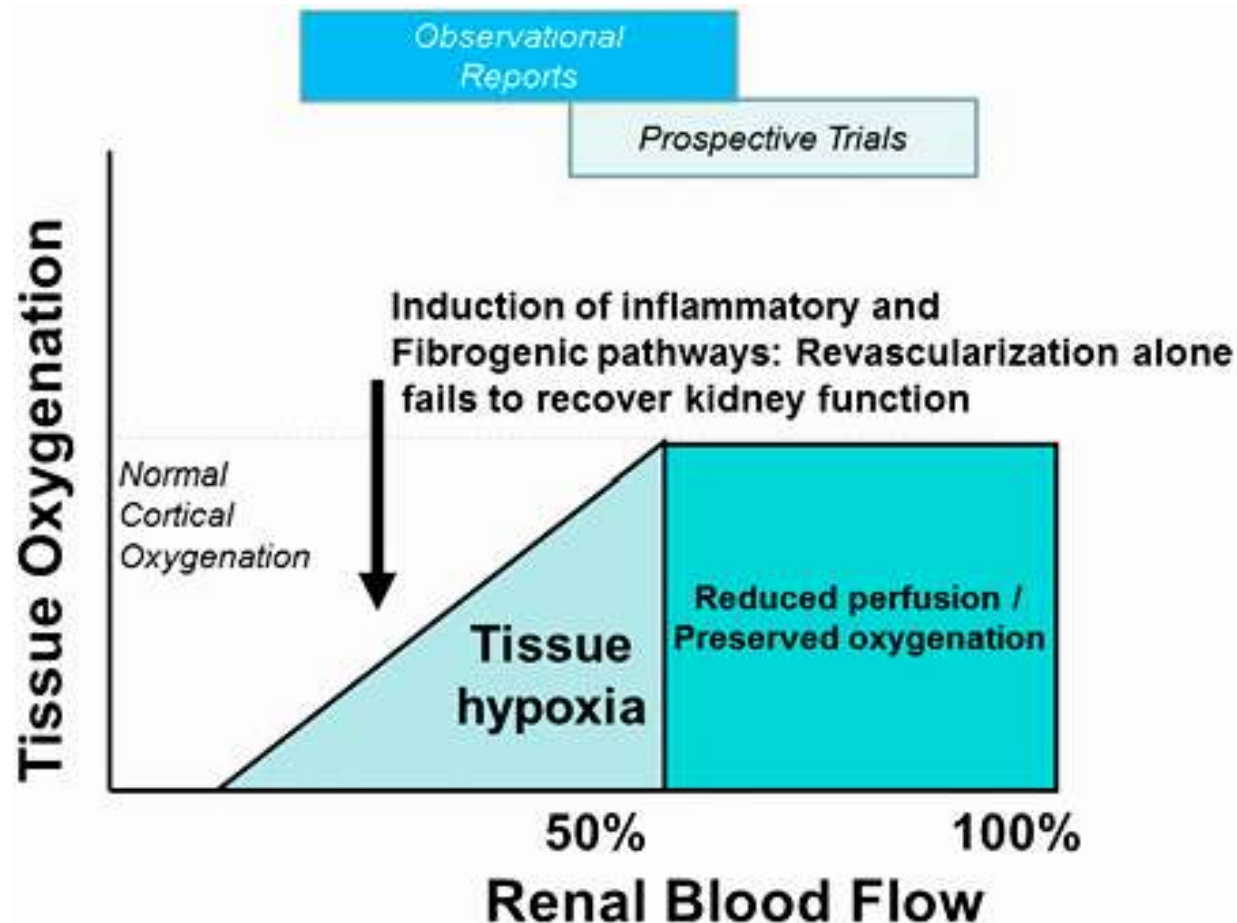 Observational
Reports
Prospective Trials
Tissue Oxygenation
Induction of inflammatory and
Fibrogenic pathways: Revascularization alone
fails to recover kidney function
Normal
Cortical
Oxygenation
Tissue
hypoxia
Reduced perfusion /
Preserved oxygenation
50%
100%
Renal Blood Flow